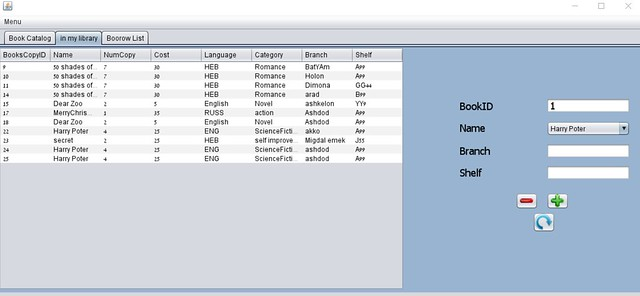 Menu
Book Catalog in my library Boorow List
BooksCopyID Name NumCopy Cost Language Category Branch Shelf
9 50 shades of... 7 30 HEB Romance BatYAm A99
10 50 shades of... 7 30 HEB Romance Holon A99
11 50 shades of... 7 30 HEB Romance Dimona GG44
14 50 shades of... 7 30 HEB Romance arad B99
15 Dear Zoo 2 5 English Novel ashkelon YY9
17 MerryChris... 1 35 RUSS action Ashdod A99
18 Dear Zoo 2 5 English Novel Ashdod A99
22 Harry Poter 4 25 ENG ScienceFicti... akko A99
23 secret 2 25 HEB self improve... Migdal emek J55
24 Harry Poter 4 25 ENG ScienceFicti... ashdod A99
25 Harry Poter 4 25 ENG ScienceFicti... ashdod A99
BookID 1
Name Harry Poter
Branch
Shelf